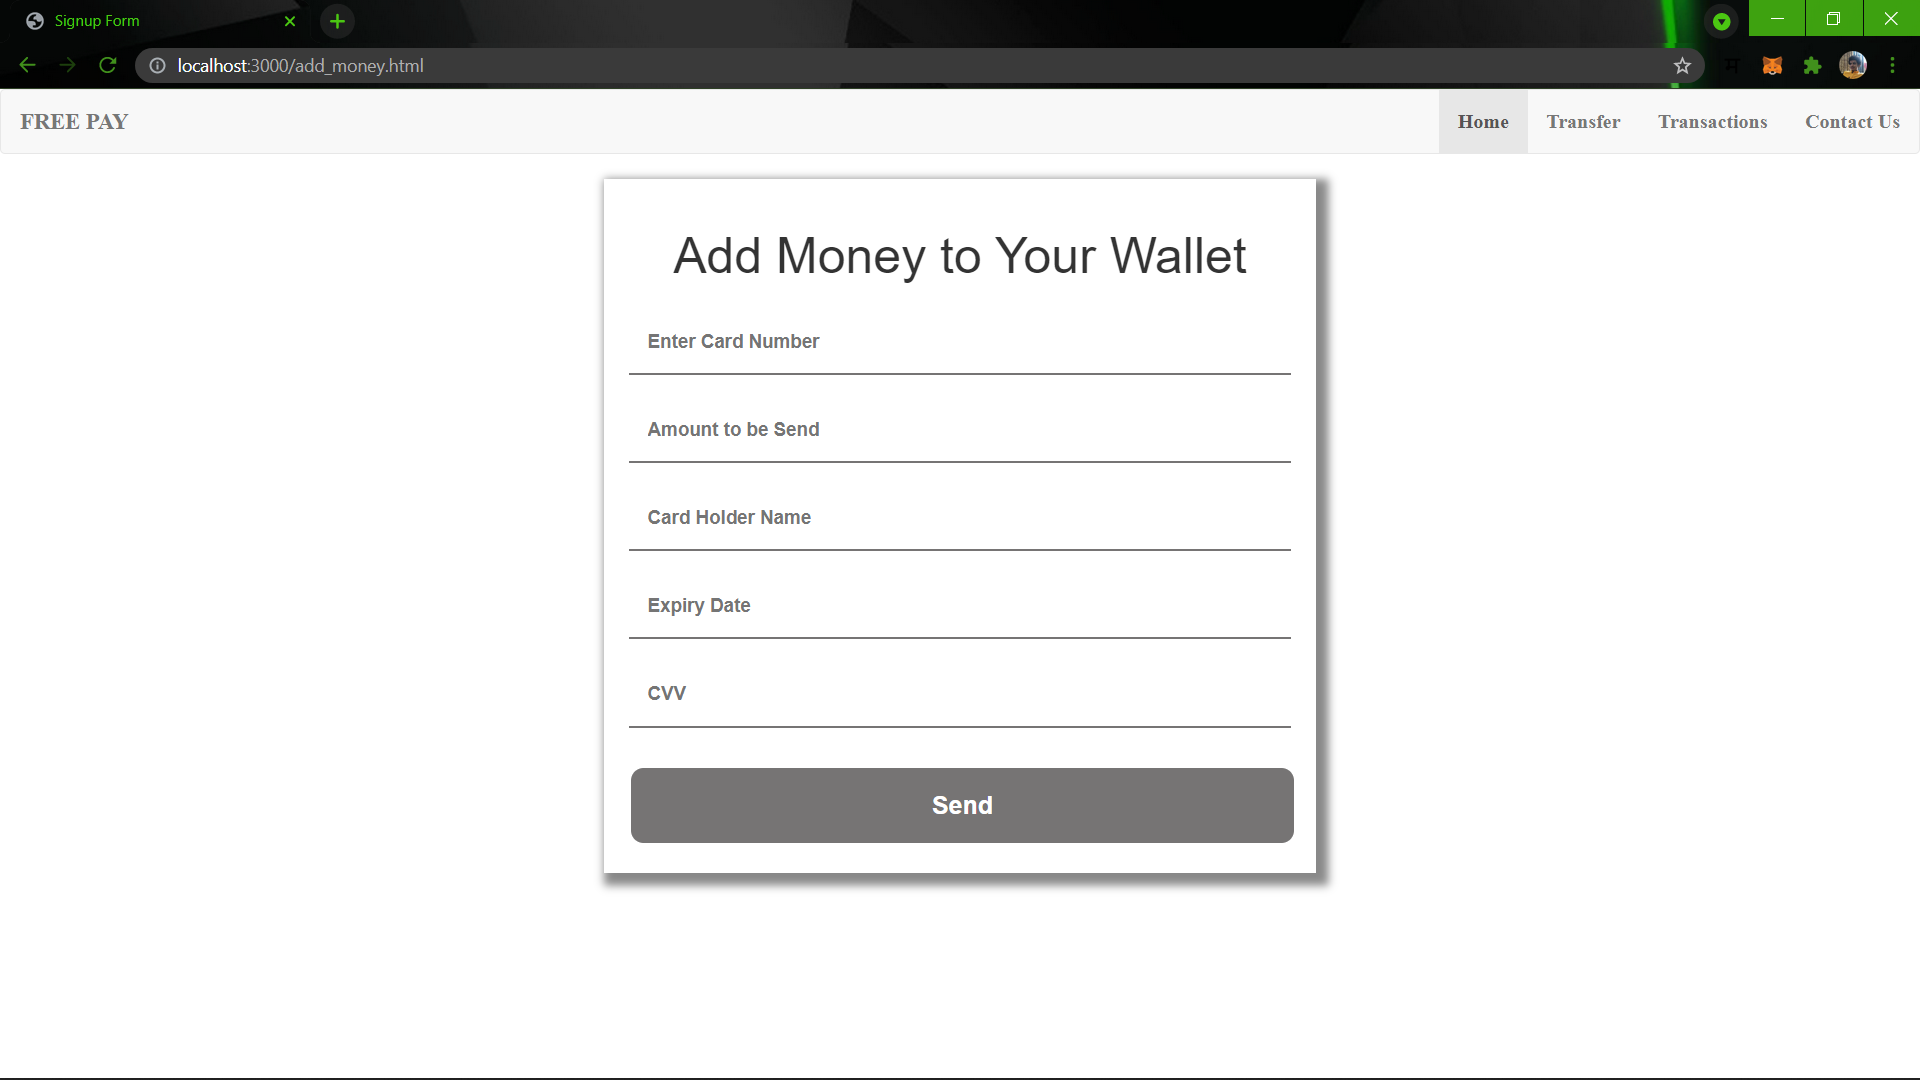 Signup Form
localhost:3000/add_money.html
म
FREE PAY
Home Transfer Transactions Contact Us
Add Money to Your Wallet
Enter Card Number
Amount to be Send
Card Holder Name
Expiry Date
CVV
Send